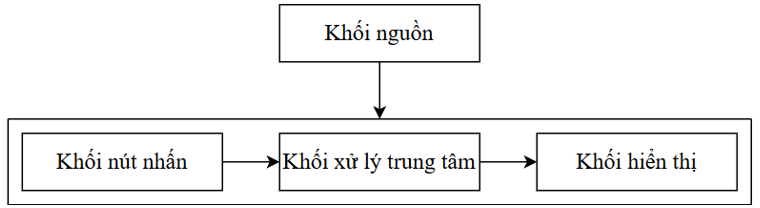 Khối nguồn
Khối nút nhấn
Khối xử lý trung tâm
Khối hiển thị